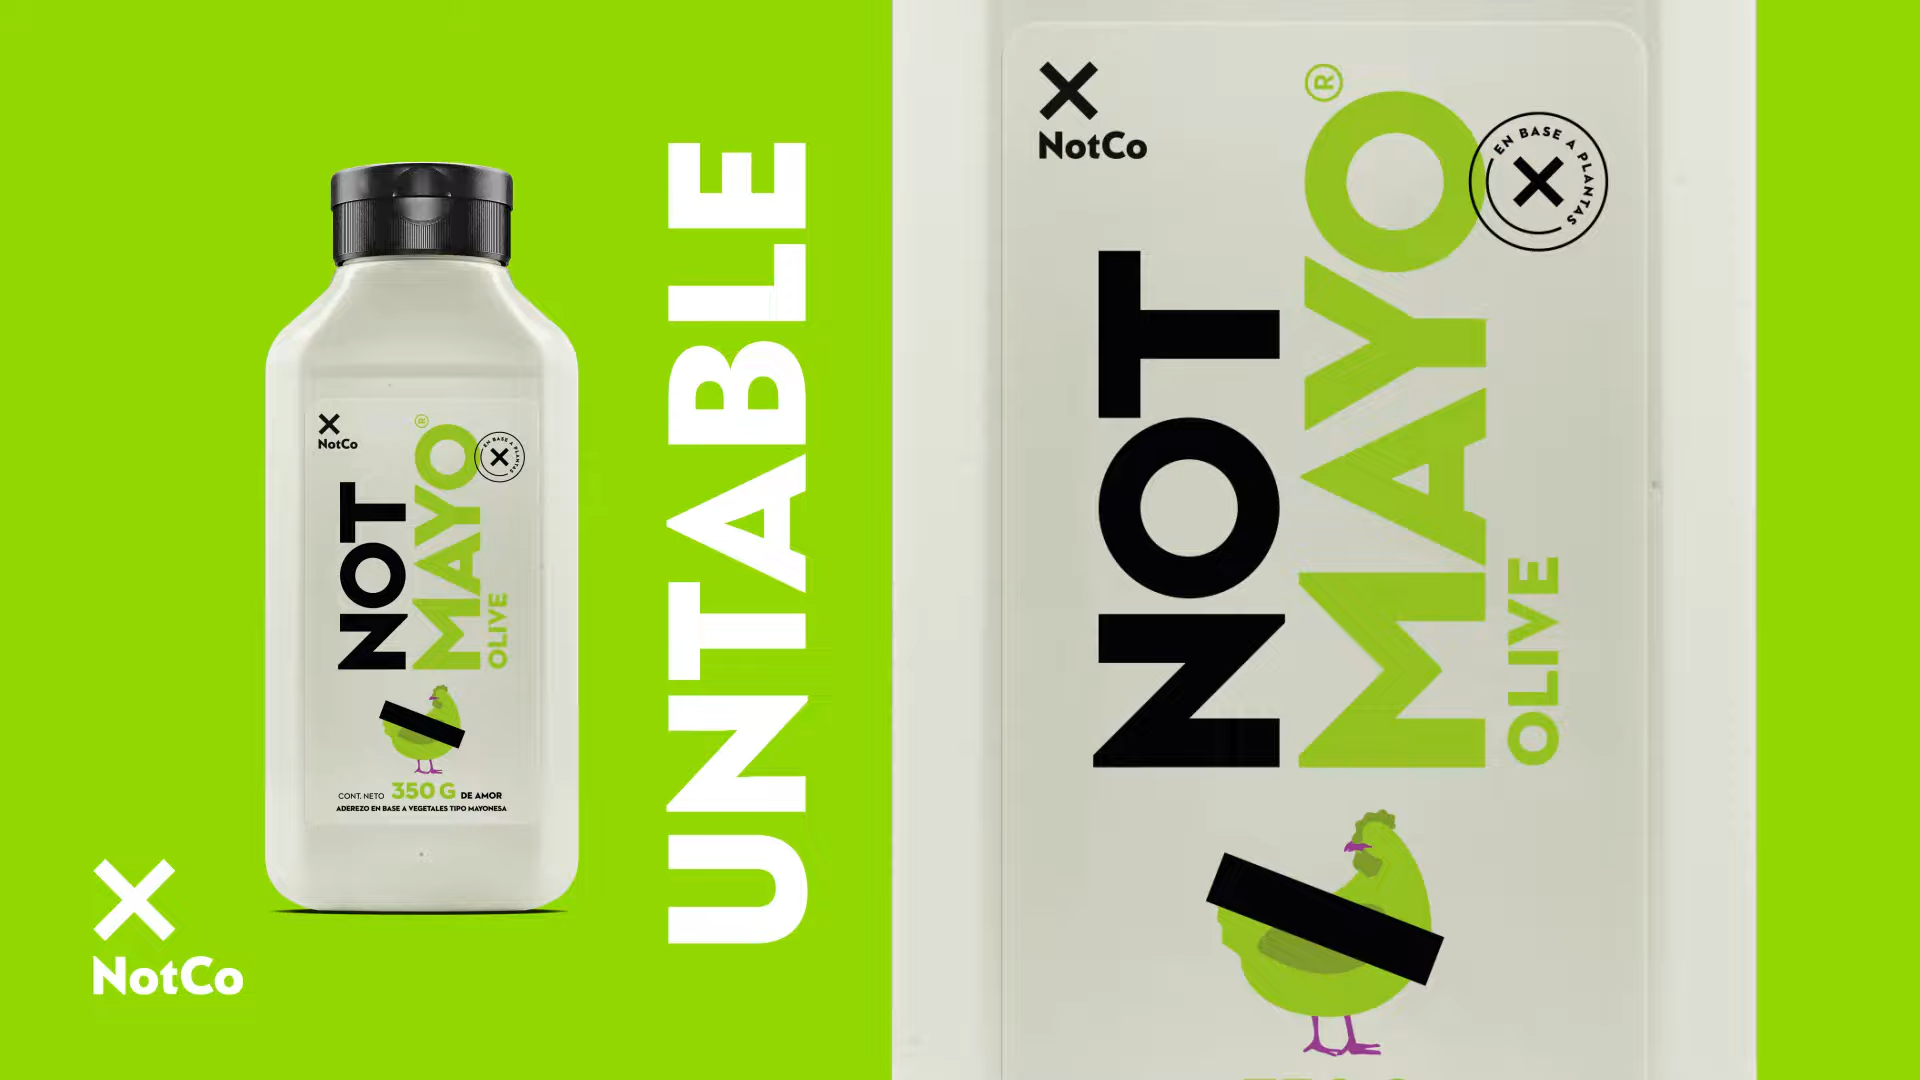 NotCo
NOT
MAYO®
OLIVE
EN BASE A PLANTAS
CONT. NETO 350 G DE AMOR
ADEREZO EN BASE A VEGETALES TIPO MAYONESA
NotCo
UNTABLE
NotCo
NOT
MAYO®
OLIVE
EN BASE A PLANTAS